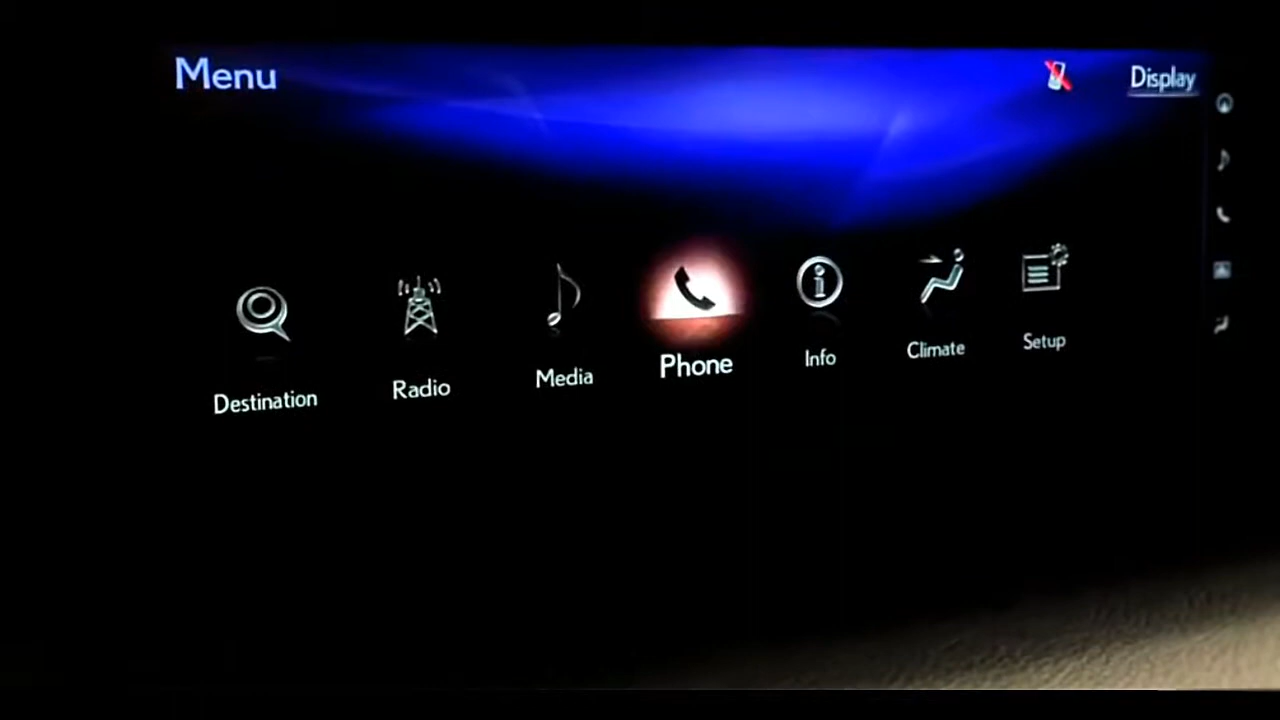 Menu
Display
Destination
Radio
Media
Phone
Info
Climate
Setup